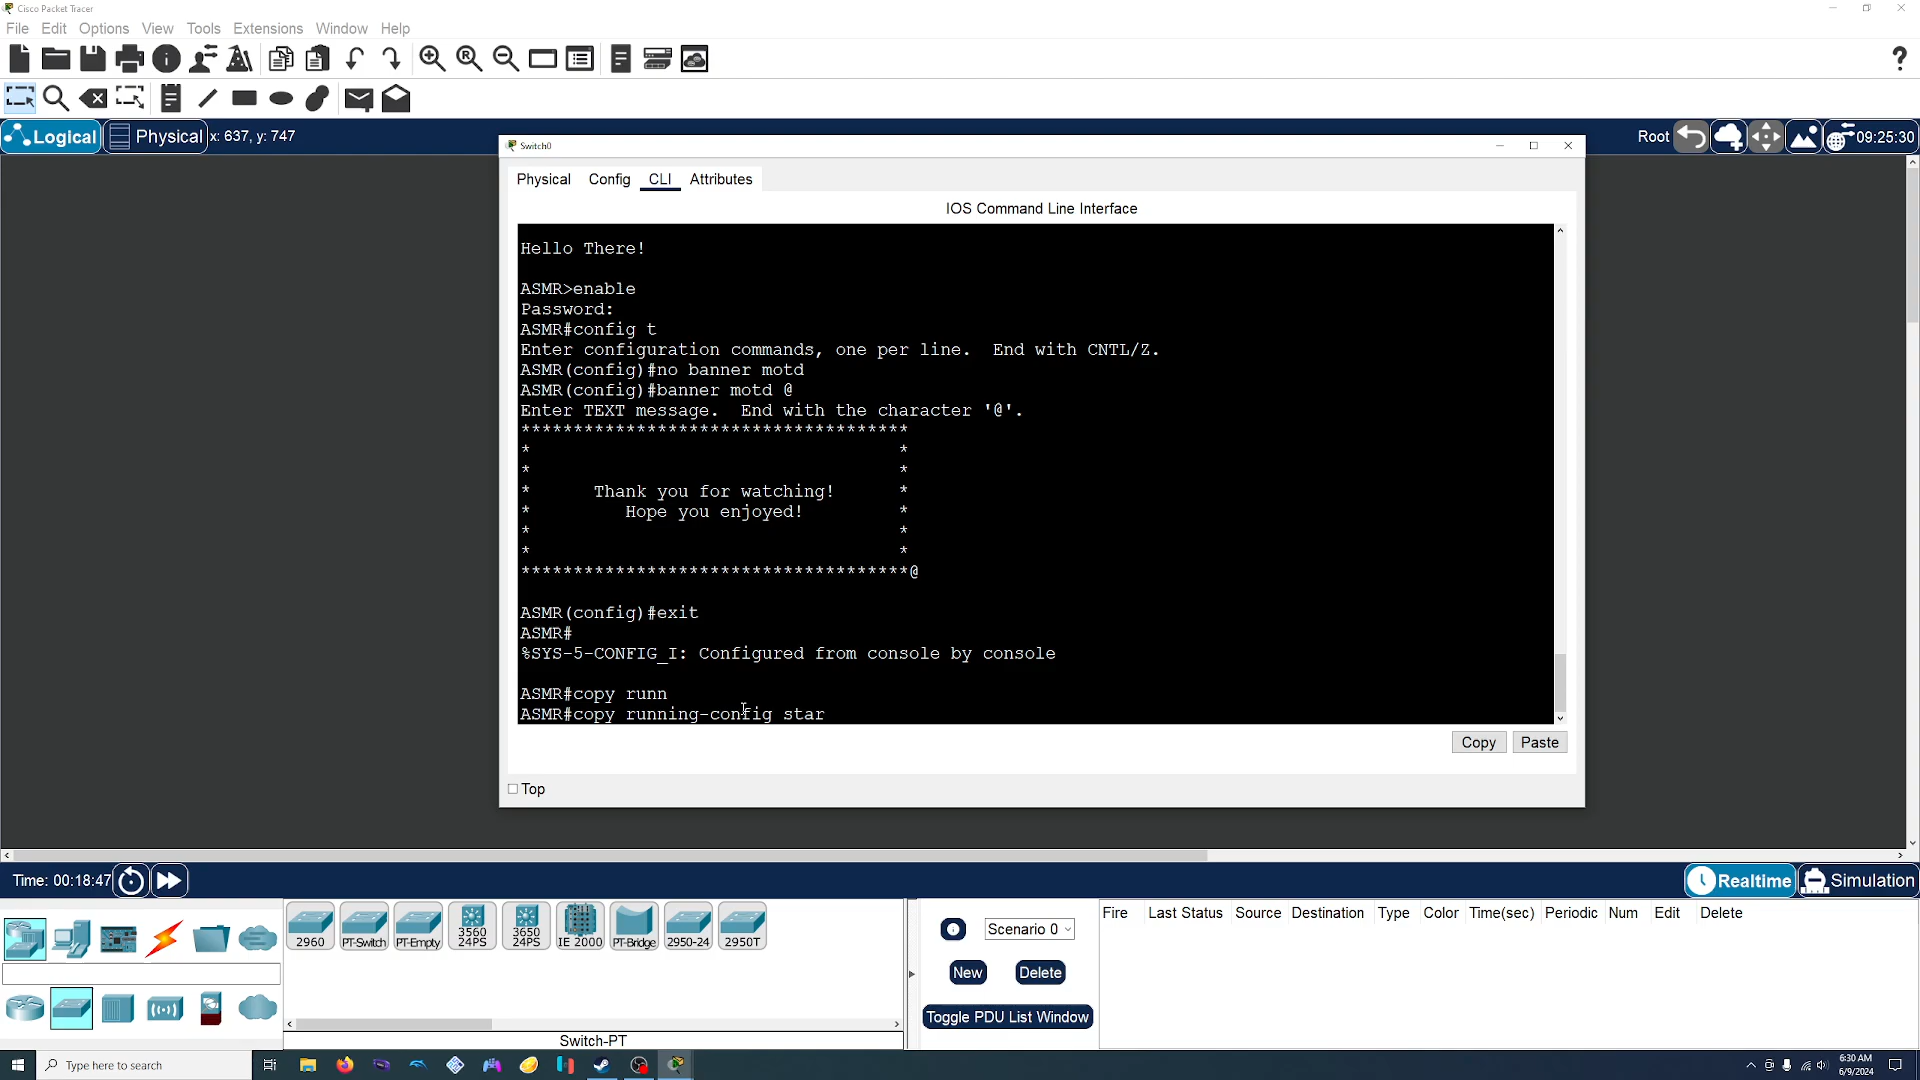 Cisco Packet Tracer
File Edit Options View Tools Extensions Window Help
Logical Physical x: 637, y: 747 Root 09:25:30
Switch0
Physical Config CLI Attributes
IOS Command Line Interface
Hello There!
ASMR>enable
Password:
ASMR#config t
Enter configuration commands, one per line.  End with CNTL/Z.
ASMR(config)#no banner motd
ASMR(config)#banner motd @
Enter TEXT message.  End with the character '@'.
*************************************
*                                   *
*                                   *
*      Thank you for watching!      *
*         Hope you enjoyed!         *
*                                   *
*                                   *
*************************************@
ASMR(config)#exit
ASMR#
%SYS-5-CONFIG_I: Configured from console by console
ASMR#copy runn
ASMR#copy running-config star
Copy Paste
Top
Time: 00:18:47 Realtime Simulation
2960 PT-Switch PT-Empty 3560 24PS 3650 24PS IE 2000 PT-Bridge 2950-24 2950T
Switch-PT
Scenario 0
New Delete
Toggle PDU List Window
Fire Last Status Source Destination Type Color Time(sec) Periodic Num Edit Delete
Type here to search
6:30 AM
6/9/2024